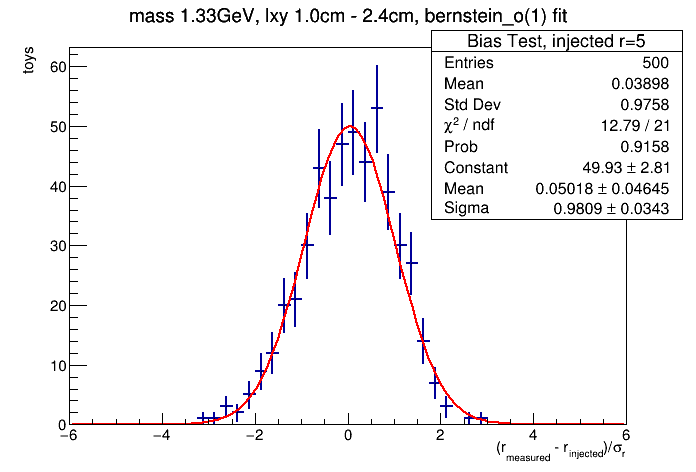 mass 1.33GeV, lxy 1.0cm - 2.4cm, bernstein_o(1) fit
Bias Test, injected r=5
Entries 500
Mean 0.03898
Std Dev 0.9758
χ² / ndf 12.79 / 21
Prob 0.9158
Constant 49.93 ± 2.81
Mean 0.05018 ± 0.04645
Sigma 0.9809 ± 0.0343
toys
60
50
40
30
20
10
0
−6 −4 −2 0 2 4 6
(r_measured - r_injected)/σ_r